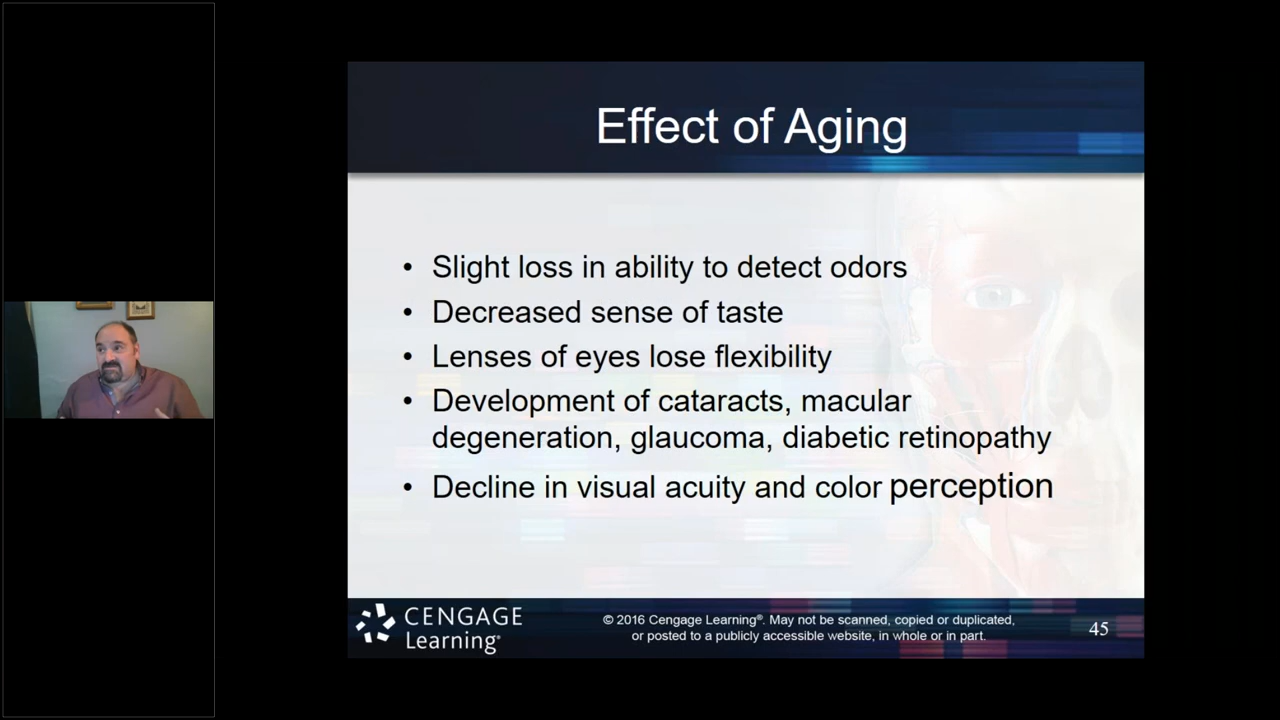 Effect of Aging
• Slight loss in ability to detect odors
• Decreased sense of taste
• Lenses of eyes lose flexibility
• Development of cataracts, macular
degeneration, glaucoma, diabetic retinopathy
• Decline in visual acuity and color perception
CENGAGE
Learning®
© 2016 Cengage Learning®. May not be scanned, copied or duplicated,
or posted to a publicly accessible website, in whole or in part.
45